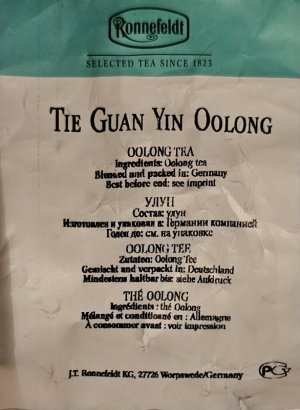 Ronnefeldt
SELECTED TEA SINCE 1823
TIE GUAN YIN OOLONG
OOLONG TEA
Ingredients: Oolong tea
Blended and packed in: Germany
Best before end: see imprint
УЛУН
Состав: улун
Изготовлен и упакован в: Германии компанией
Годен до: см. на упаковке
OOLONG TEE
Zutaten: Oolong Tee
Gemischt und verpackt in: Deutschland
Mindestens haltbar bis: siehe Aufdruck
THÉ OOLONG
Ingrédients : thé Oolong
Mélangé et conditionné en : Allemagne
A consommer avant : voir impression
J.T. Ronnefeldt KG, 27726 Worpswede/Germany